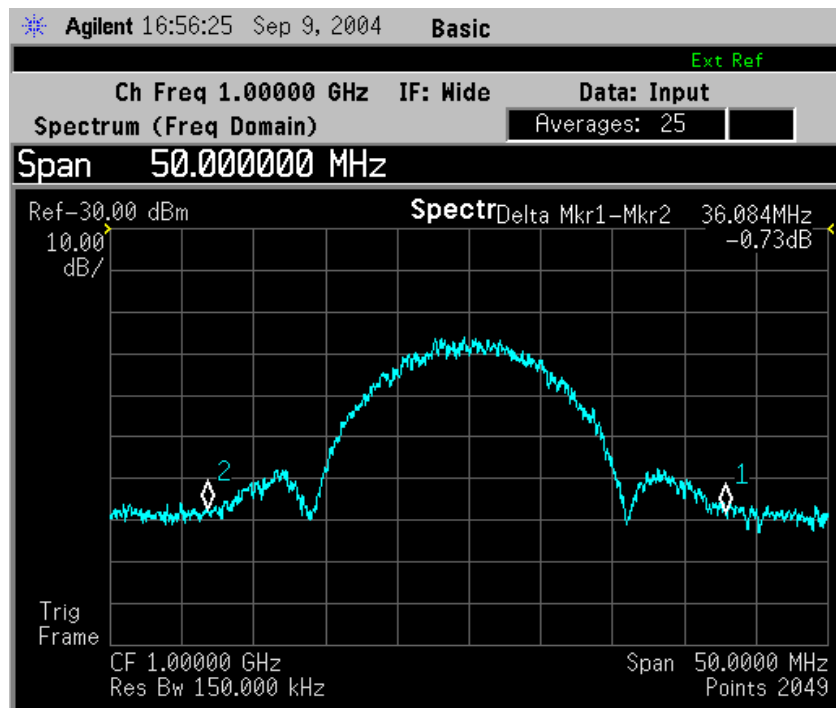 Agilent 16:56:25 Sep 9, 2004 Basic
Ext Ref
Ch Freq 1.00000 GHz IF: Wide Data: Input
Spectrum (Freq Domain) Averages: 25
Span 50.000000 MHz
Ref-30.00 dBm Spectr Delta Mkr1-Mkr2 36.084MHz
10.00 -0.73dB
dB/
2
1
Trig
Frame
CF 1.00000 GHz Span 50.0000 MHz
Res Bw 150.000 kHz Points 2049